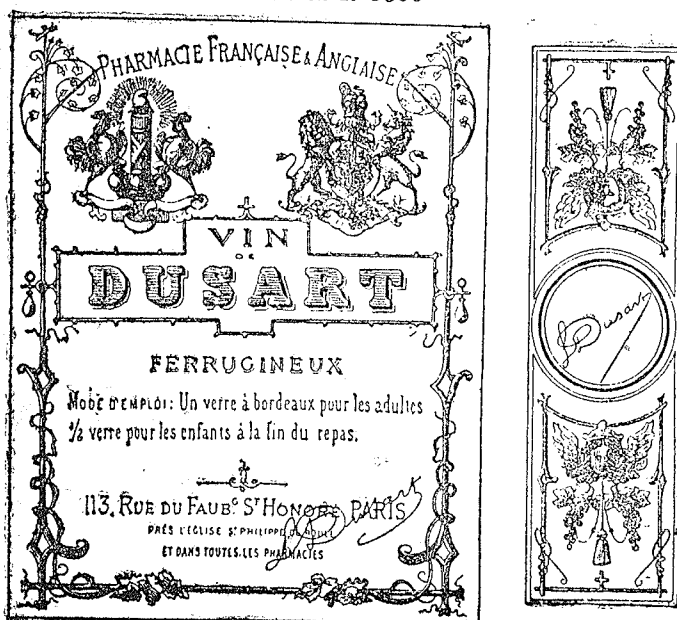 PHARMACIE FRANÇAISE & ANGLAISE
VIN
DE
DUSART
FERRUGINEUX
MODE D'EMPLOI: Un verre à bordeaux pour les adultes
½ verre pour les enfants à la fin du repas.
113, RUE DU FAUBG ST HONORÉ PARIS
PRÈS L'ÉGLISE ST PHILIPPE DU ROULE
ET DANS TOUTES LES PHARMACIES
Dusart
Dusart